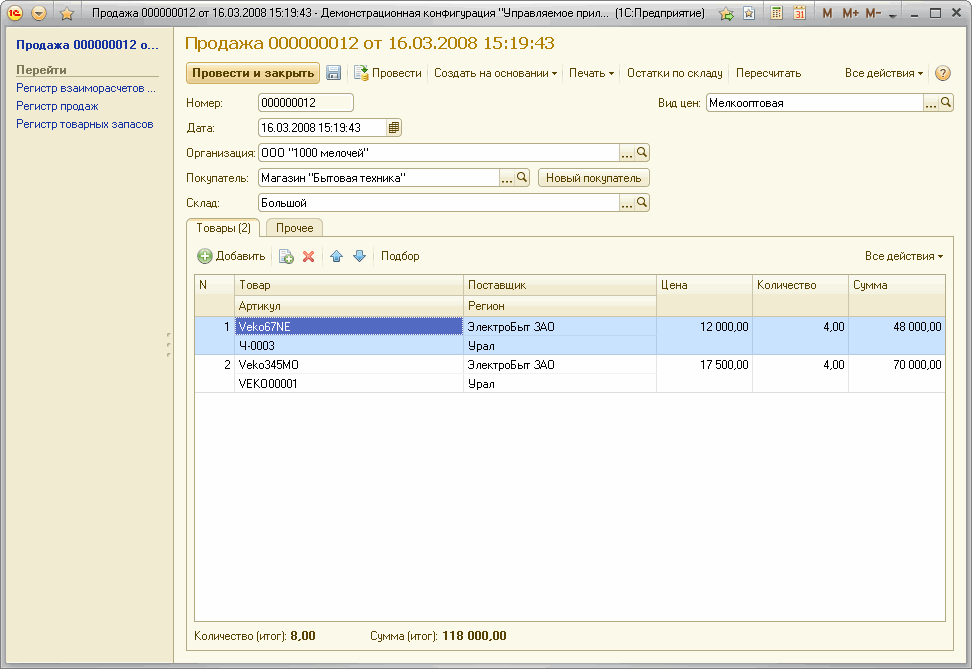 Продажа 000000012 от 16.03.2008 15:19:43 - Демонстрационная конфигурация "Управляемое прил... [1С:Предприятие] 31 M M+ M-
Продажа 000000012 о...
Перейти
Регистр взаиморасчетов ...
Регистр продаж
Регистр товарных запасов
Продажа 000000012 от 16.03.2008 15:19:43
Провести и закрыть Провести Создать на основании Печать Остатки по складу Пересчитать Все действия ?
Номер: 000000012 Вид цен: Мелкооптовая ...
Дата: 16.03.2008 15:19:43
Организация: ООО "1000 мелочей" ...
Покупатель: Магазин "Бытовая техника" ... Новый покупатель
Склад: Большой ...
Товары (2) Прочее
Добавить Подбор Все действия
N Товар Поставщик Цена Количество Сумма
Артикул Регион
1 Veko67NE ЭлектроБыт ЗАО 12 000,00 4,00 48 000,00
Ч-0003 Урал
2 Veko345MO ЭлектроБыт ЗАО 17 500,00 4,00 70 000,00
VEKO00001 Урал
Количество (итог): 8,00 Сумма (итог): 118 000,00